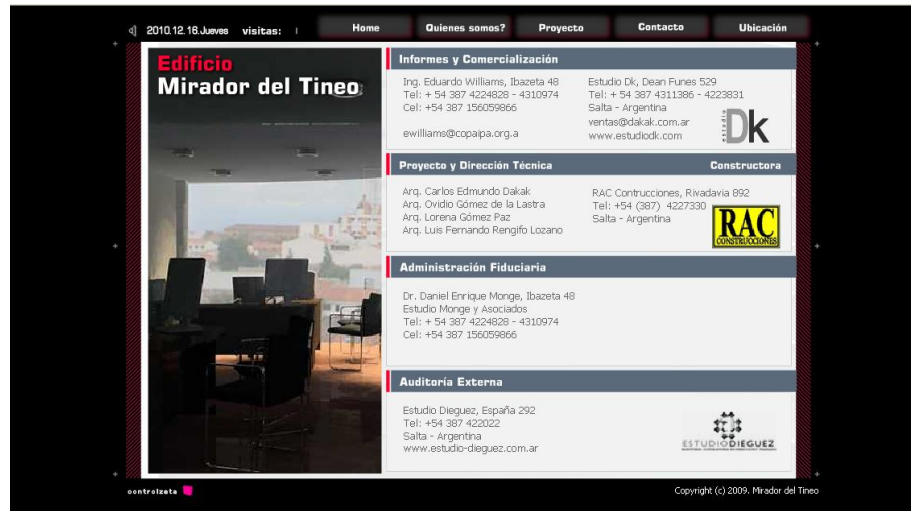 2010.12.16.Jueves visitas:
Home Quienes somos? Proyecto Contacto Ubicación
Edificio
Mirador del Tineo
Informes y Comercialización
Ing. Eduardo Williams, Ibazeta 48
Tel: + 54 387 4224828 - 4310974
Cel: +54 387 156059866
ewilliams@copaipa.org.a
Estudio Dk, Dean Funes 529
Tel: + 54 387 4311386 - 4223831
Salta - Argentina
ventas@dakak.com.ar
www.estudiodk.com
estudio Dk
Proyecto y Dirección Técnica
Constructora
Arq. Carlos Edmundo Dakak
Arq. Ovidio Gómez de la Lastra
Arq. Lorena Gómez Paz
Arq. Luis Fernando Rengifo Lozano
RAC Contrucciones, Rivadavia 892
Tel: +54 (387) 4227330
Salta - Argentina
RAC
CONSTRUCCIONES
Administración Fiduciaria
Dr. Daniel Enrique Monge, Ibazeta 48
Estudio Monge y Asociados
Tel: + 54 387 4224828 - 4310974
Cel: +54 387 156059866
Auditoría Externa
Estudio Dieguez, España 292
Tel: +54 387 422022
Salta - Argentina
www.estudio-dieguez.com.ar
ESTUDIODIEGUEZ
controlzeta
Copyright (c) 2009. Mirador del Tineo